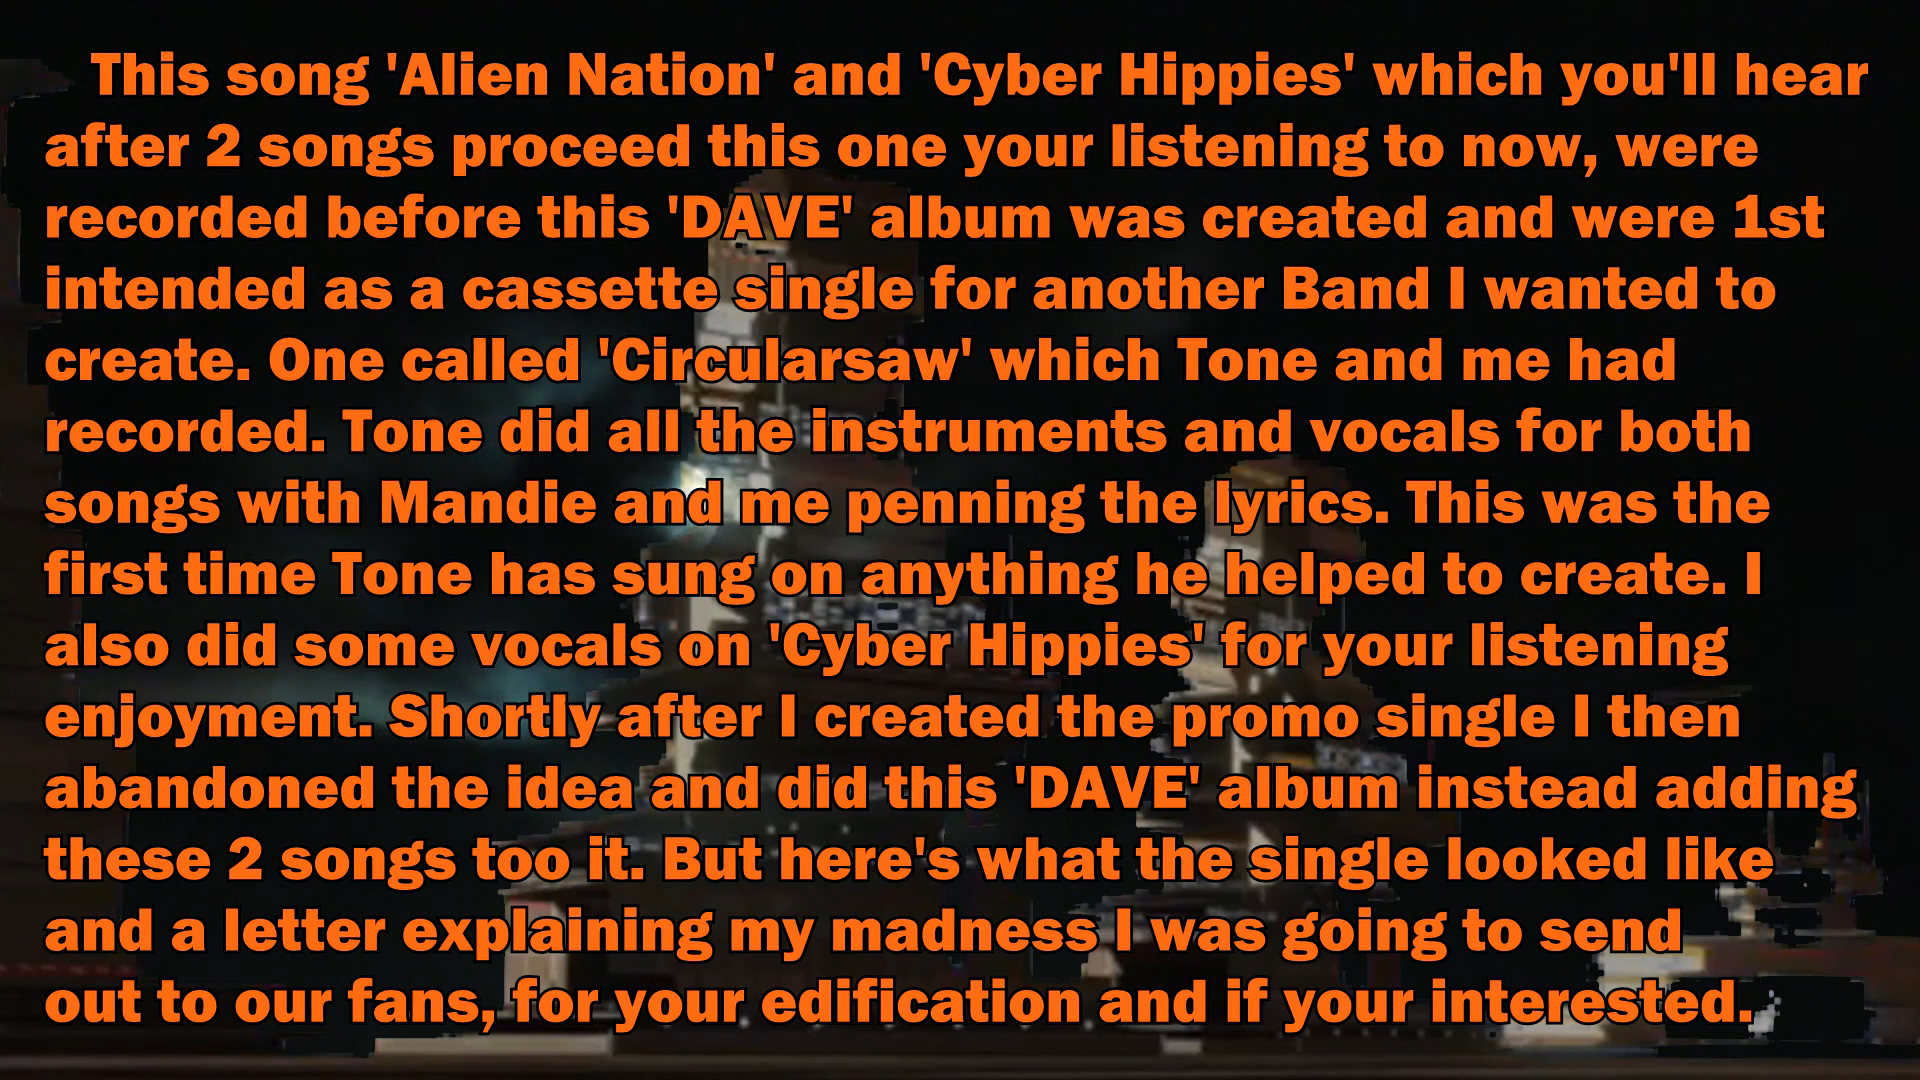 This song 'Alien Nation' and 'Cyber Hippies' which you'll hear
after 2 songs proceed this one your listening to now, were
recorded before this 'DAVE' album was created and were 1st
intended as a cassette single for another Band I wanted to
create. One called 'Circularsaw' which Tone and me had
recorded. Tone did all the instruments and vocals for both
songs with Mandie and me penning the lyrics. This was the
first time Tone has sung on anything he helped to create. I
also did some vocals on 'Cyber Hippies' for your listening
enjoyment. Shortly after I created the promo single I then
abandoned the idea and did this 'DAVE' album instead adding
these 2 songs too it. But here's what the single looked like
and a letter explaining my madness I was going to send
out to our fans, for your edification and if your interested.